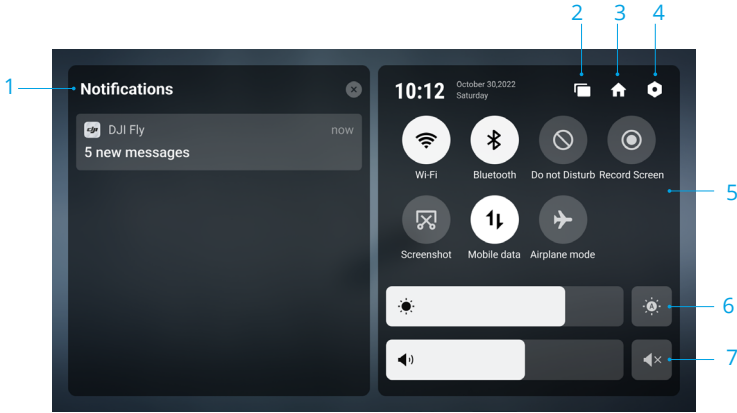 2 3 4
1
Notifications
10:12
October 30,2022
Saturday
DJI Fly
now
5 new messages
Wi-Fi
Bluetooth
Do not Disturb
Record Screen
5
Screenshot
Mobile data
Airplane mode
6
7